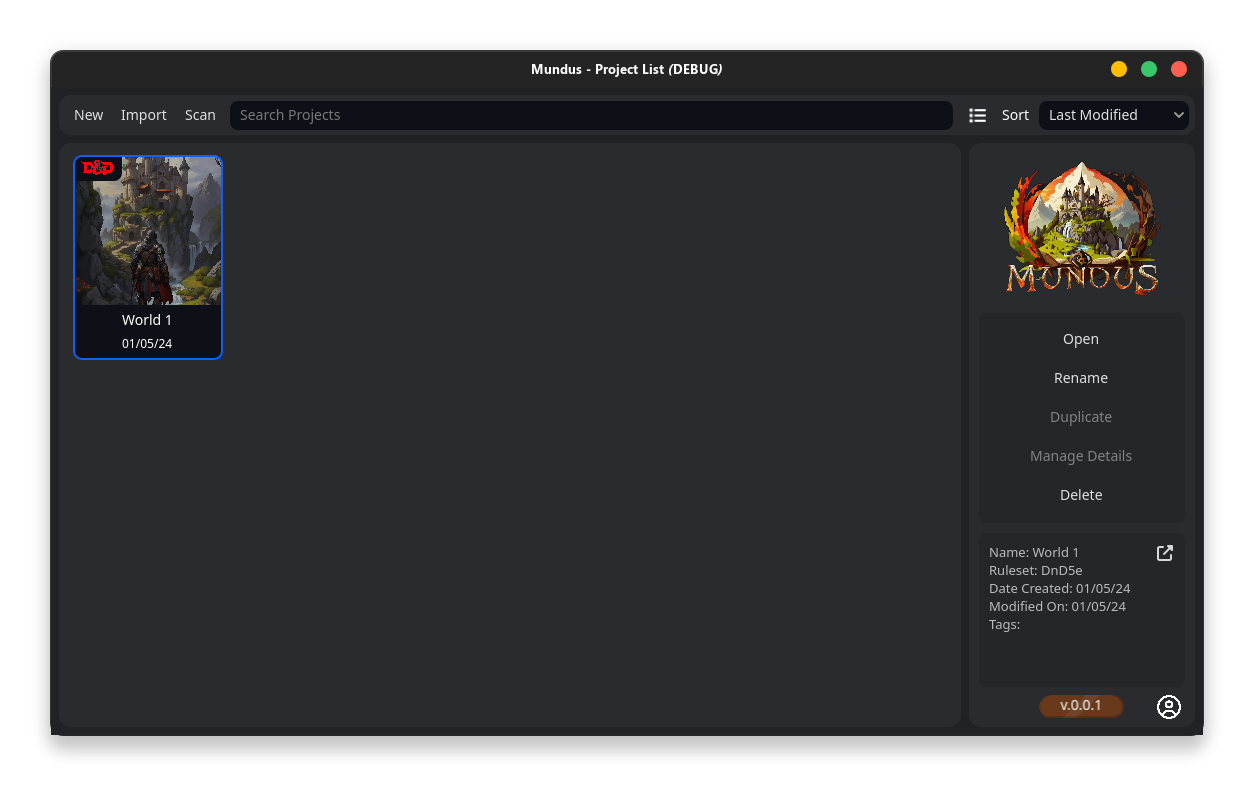 Mundus - Project List (DEBUG)
New Import Scan Search Projects Sort Last Modified
D&D
World 1
01/05/24
MUNDUS
Open
Rename
Duplicate
Manage Details
Delete
Name: World 1
Ruleset: DnD5e
Date Created: 01/05/24
Modified On: 01/05/24
Tags:
v.0.0.1